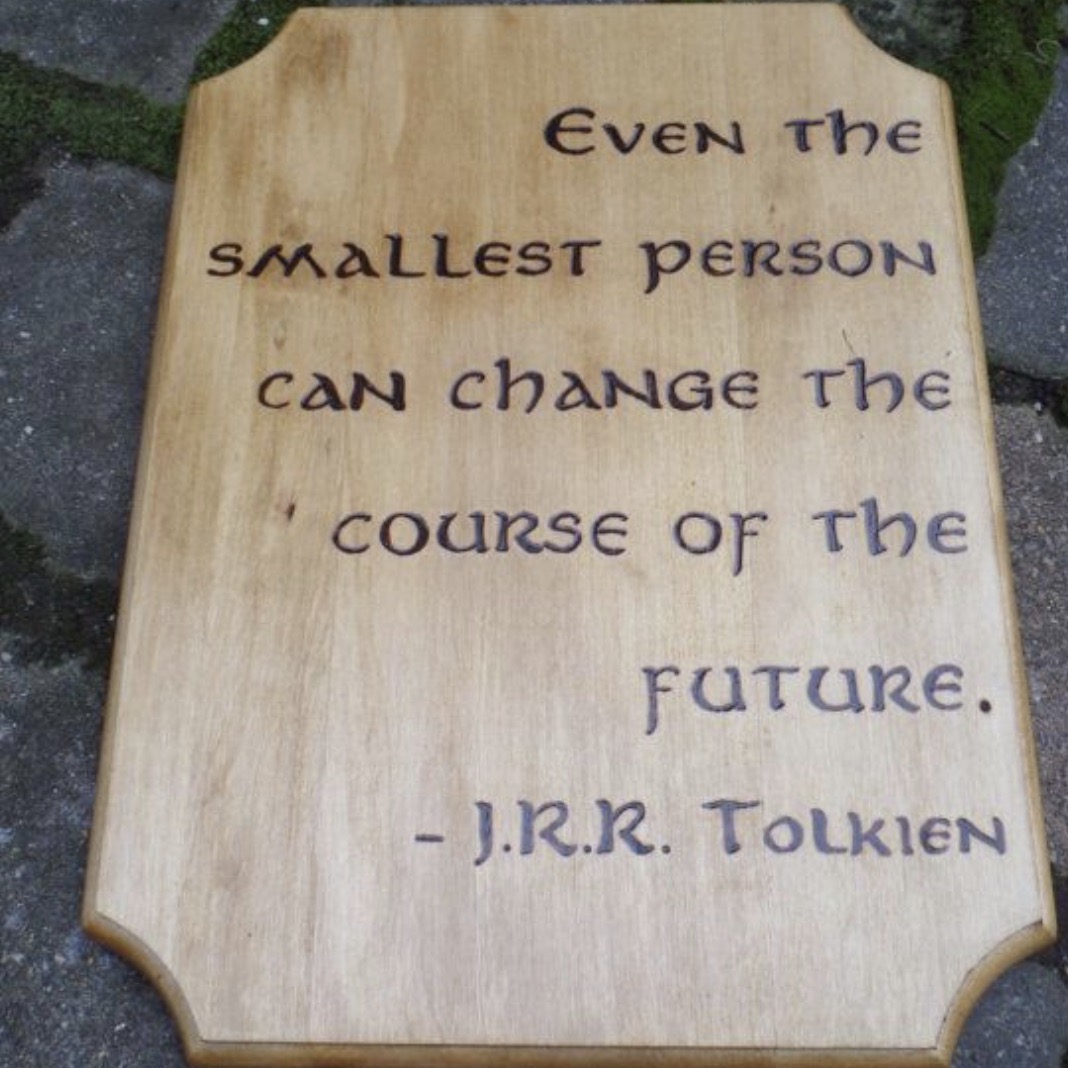 Even the
smallest person
can change the
course of the
future.
- J.R.R. Tolkien